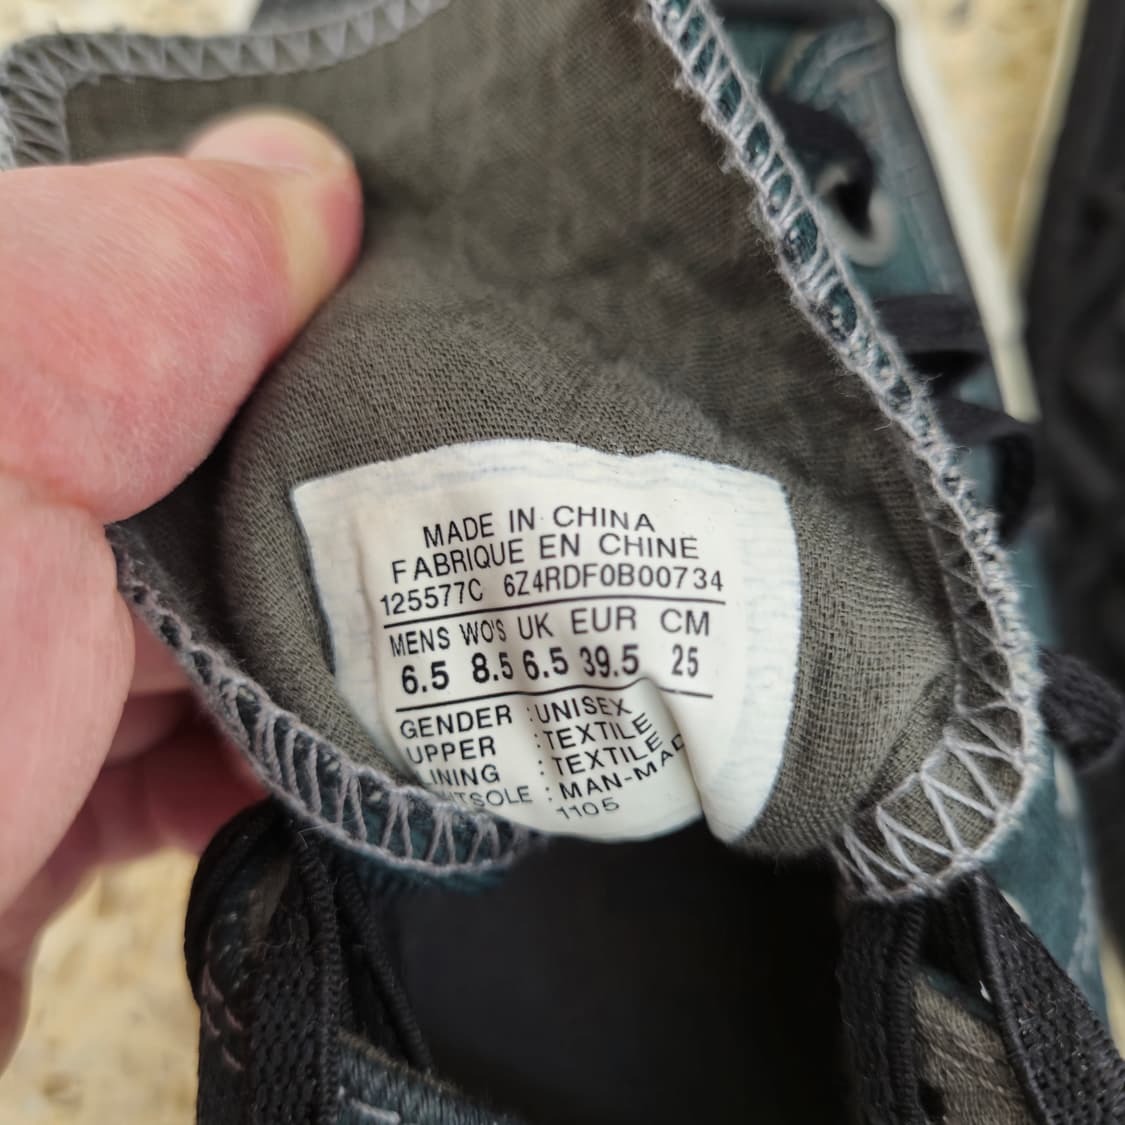 MADE IN CHINA
FABRIQUE EN CHINE
125577C 6Z4RDF0B00734
MENS WO'S UK EUR CM
6.5 8.5 6.5 39.5 25
GENDER : UNISEX
UPPER : TEXTILE
LINING : TEXTILE
: MAN-MAD
1105